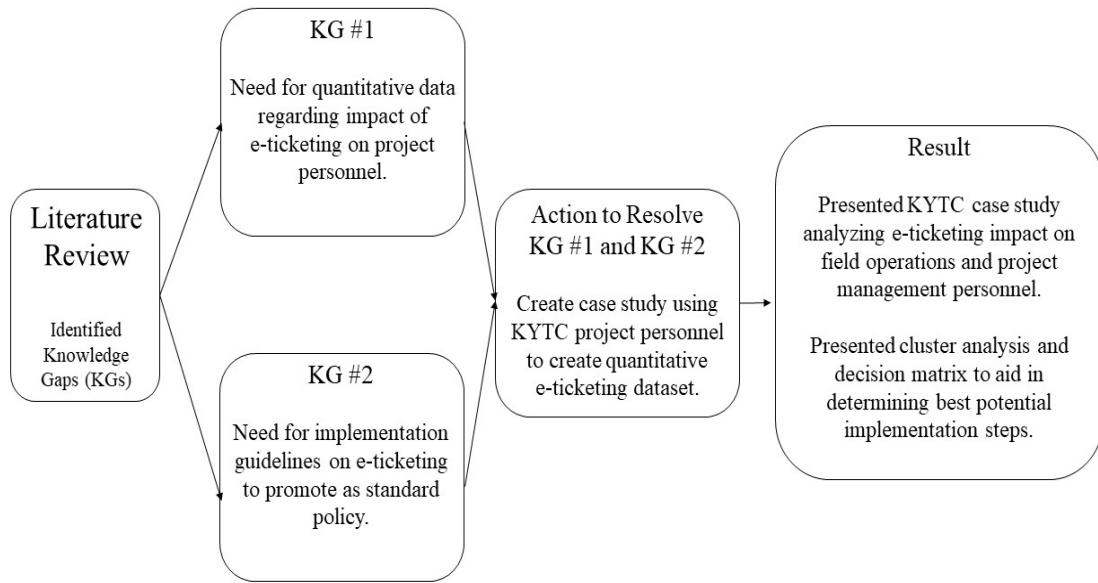 Literature
Review
Identified
Knowledge
Gaps (KGs)
KG #1
Need for quantitative data
regarding impact of
e-ticketing on project
personnel.
KG #2
Need for implementation
guidelines on e-ticketing
to promote as standard
policy.
Action to Resolve
KG #1 and KG #2
Create case study using
KYTC project personnel
to create quantitative
e-ticketing dataset.
Result
Presented KYTC case study
analyzing e-ticketing impact on
field operations and project
management personnel.
Presented cluster analysis and
decision matrix to aid in
determining best potential
implementation steps.